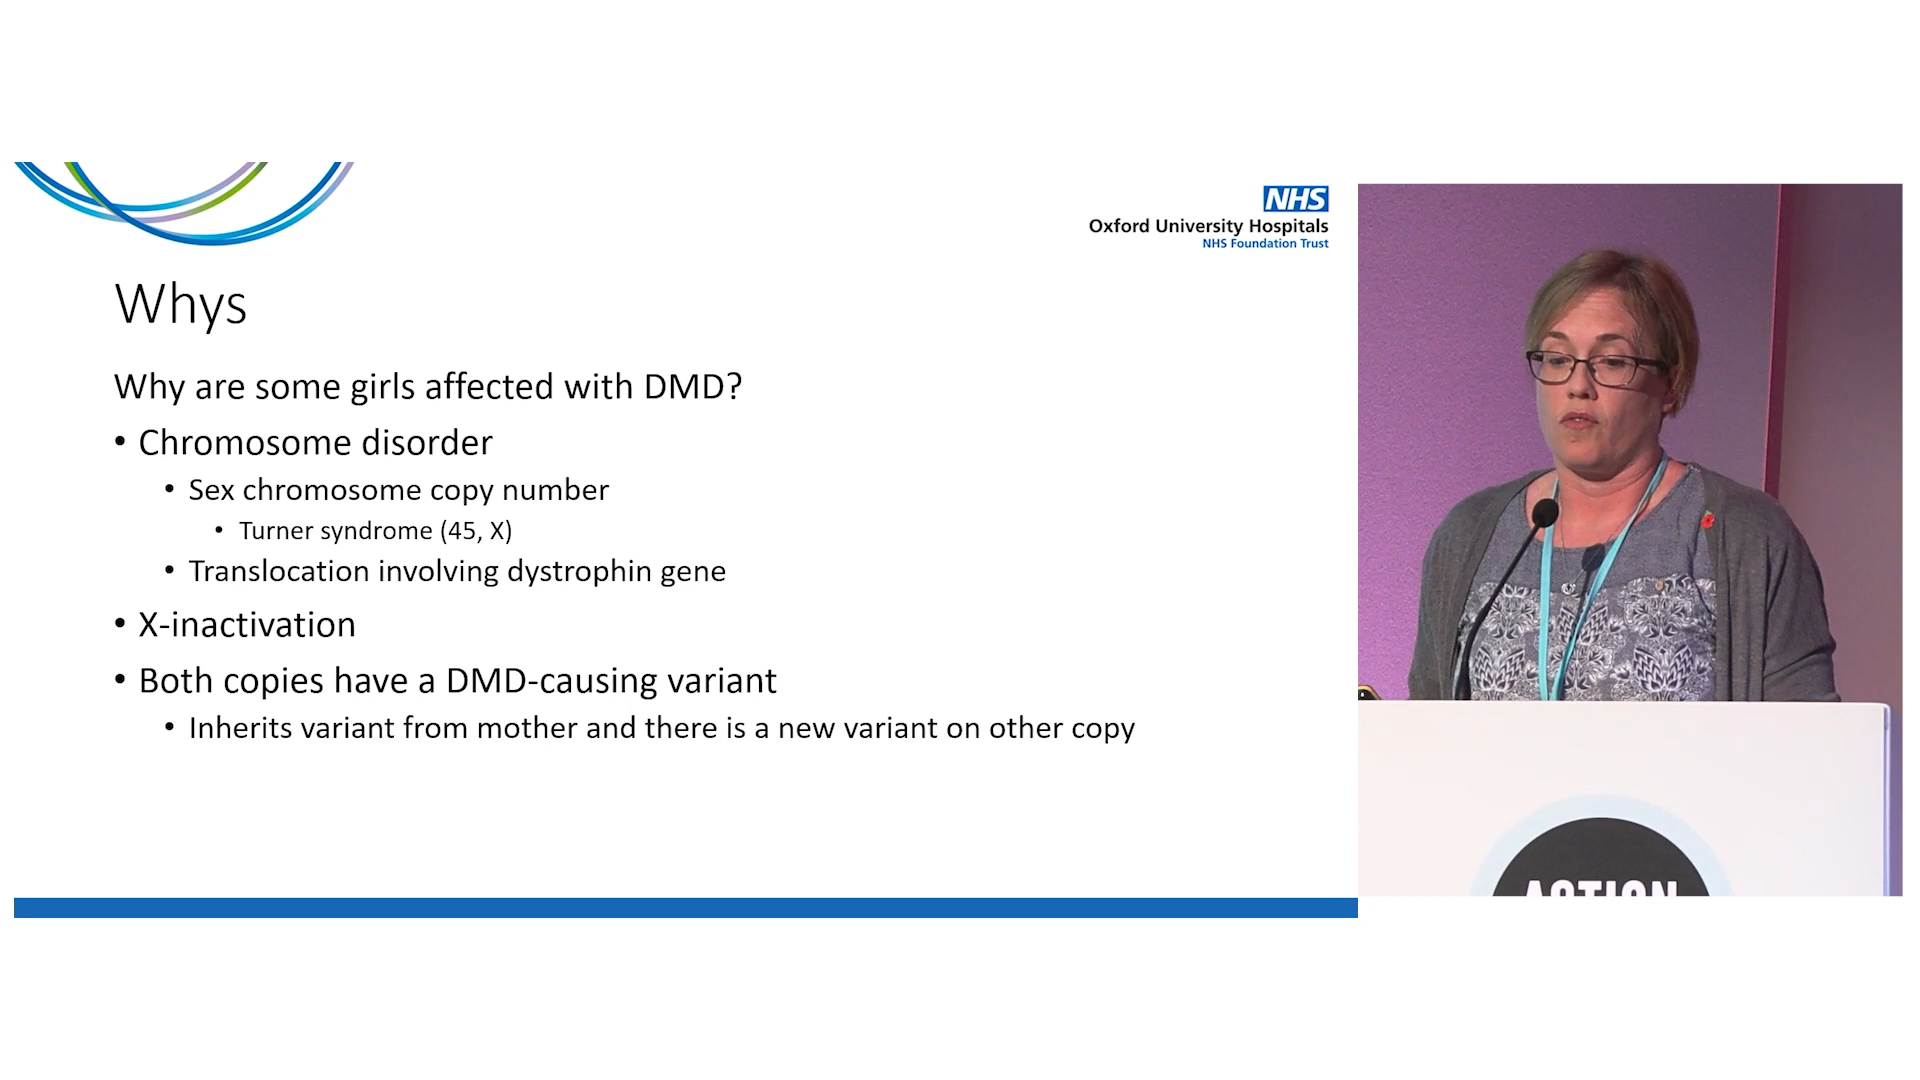 NHS
Oxford University Hospitals
NHS Foundation Trust
Whys
Why are some girls affected with DMD?
• Chromosome disorder
• Sex chromosome copy number
• Turner syndrome (45, X)
• Translocation involving dystrophin gene
• X-inactivation
• Both copies have a DMD-causing variant
• Inherits variant from mother and there is a new variant on other copy
ACTION